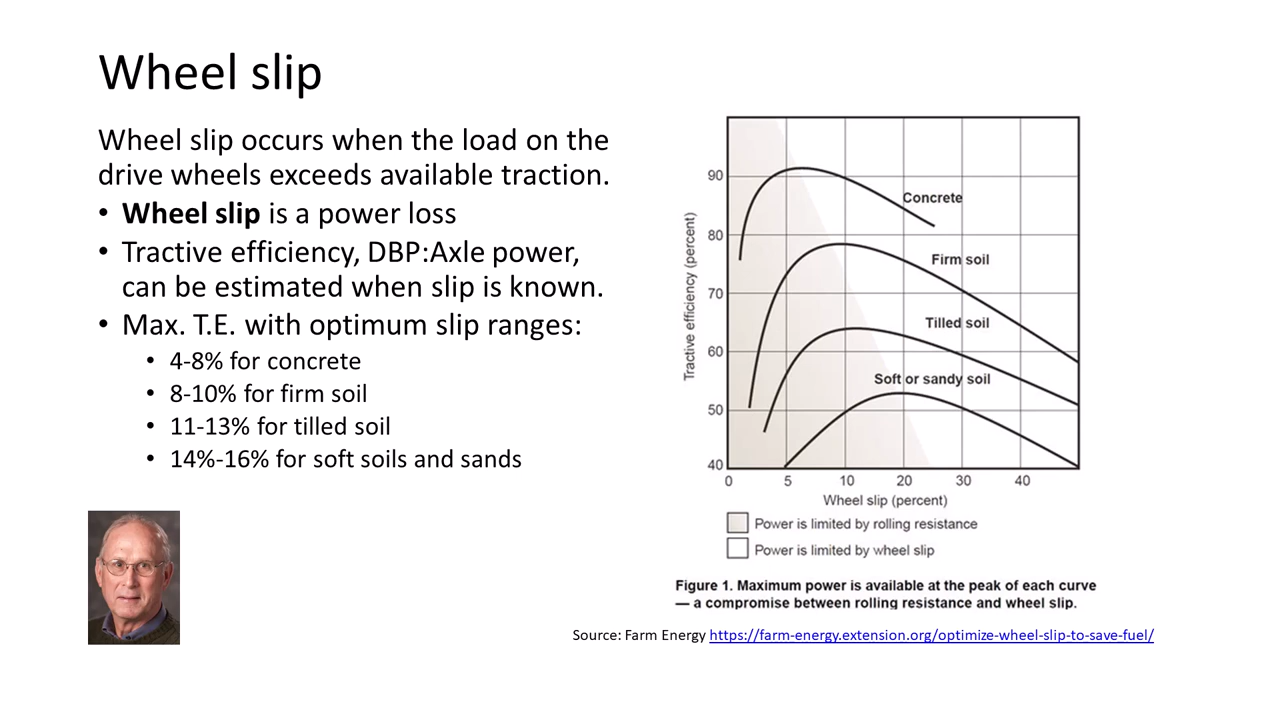 Wheel slip
Wheel slip occurs when the load on the
drive wheels exceeds available traction.
• Wheel slip is a power loss
• Tractive efficiency, DBP:Axle power,
can be estimated when slip is known.
• Max. T.E. with optimum slip ranges:
• 4-8% for concrete
• 8-10% for firm soil
• 11-13% for tilled soil
• 14%-16% for soft soils and sands
Tractive efficiency (percent)
90
80
70
60
50
40
Concrete
Firm soil
Tilled soil
Soft or sandy soil
0 5 10 20 30 40
Wheel slip (percent)
Power is limited by rolling resistance
Power is limited by wheel slip
Figure 1. Maximum power is available at the peak of each curve
— a compromise between rolling resistance and wheel slip.
Source: Farm Energy https://farm-energy.extension.org/optimize-wheel-slip-to-save-fuel/